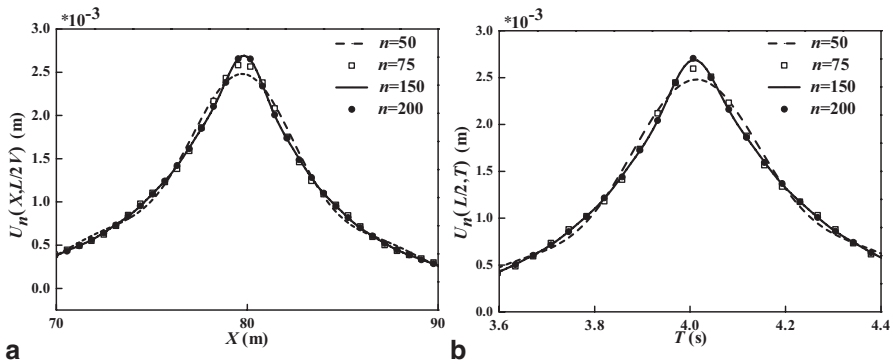 *10⁻³
3.0
2.5
2.0
1.5
1.0
0.5
0.0
Uₙ(X,L/2V) (m)
n=50
n=75
n=150
n=200
70
80
90
X (m)
a
*10⁻³
3.0
2.5
2.0
1.5
1.0
0.5
0.0
Uₙ(L/2,T) (m)
n=50
n=75
n=150
n=200
3.6
3.8
4.0
4.2
4.4
T (s)
b